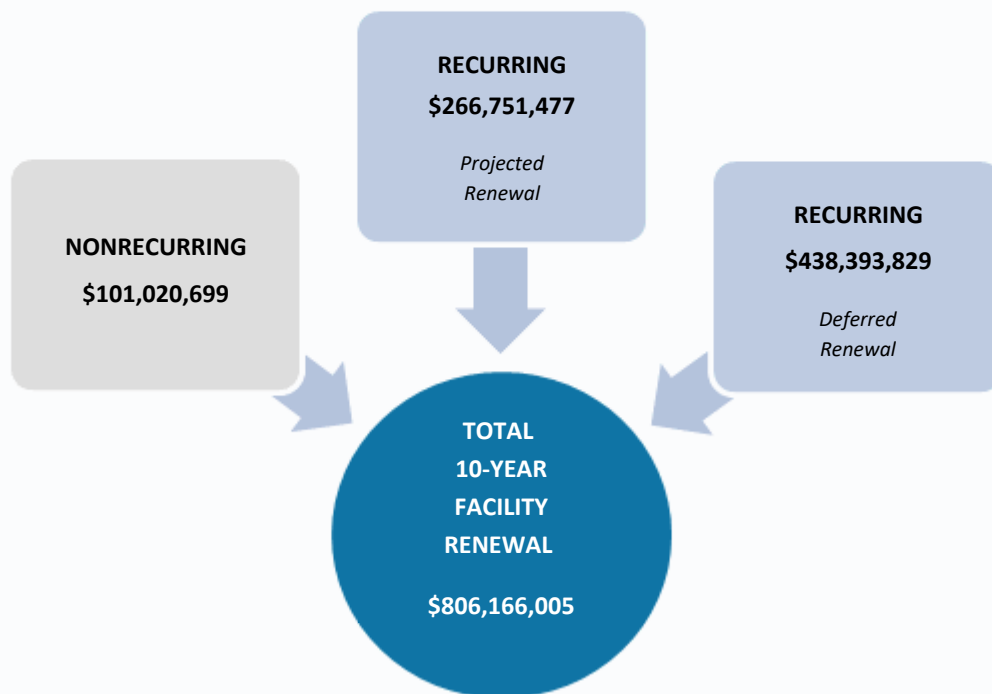 RECURRING
$266,751,477
Projected
Renewal
NONRECURRING
$101,020,699
RECURRING
$438,393,829
Deferred
Renewal
TOTAL
10-YEAR
FACILITY
RENEWAL
$806,166,005